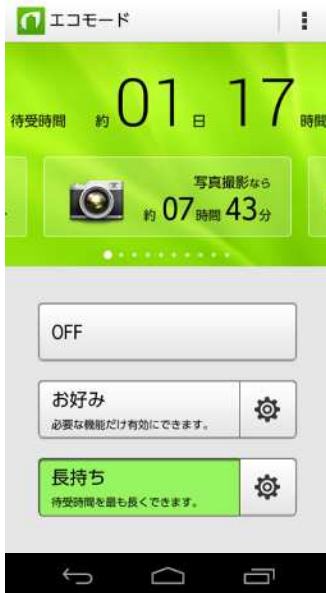 エコモード
待受時間 約 01 日 17 時間
写真撮影なら
約 07 時間 43 分
OFF
お好み
必要な機能だけ有効にできます。
長持ち
待受時間を最も長くできます。